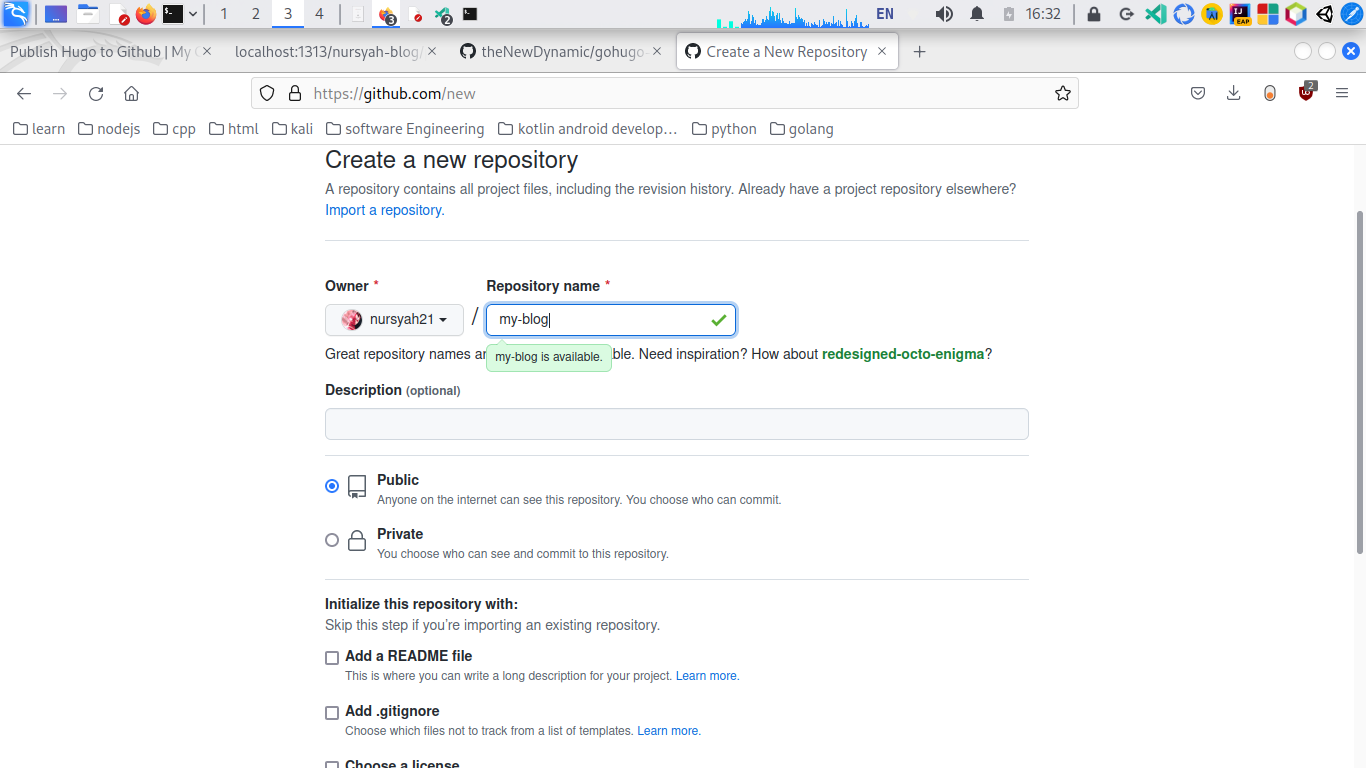 1 2 3 4 3 2 EN 16:32 EAP
Publish Hugo to Github | My localhost:1313/nursyah-blog/ theNewDynamic/gohugo- Create a New Repository
https://github.com/new 2
learn nodejs cpp html kali software Engineering kotlin android develop… python golang
Create a new repository
A repository contains all project files, including the revision history. Already have a project repository elsewhere?
Import a repository.
Owner * Repository name *
nursyah21 / my-blog
Great repository names ble. Need inspiration? How about redesigned-octo-enigma?
my-blog is available.
Description (optional)
Public
Anyone on the internet can see this repository. You choose who can commit.
Private
You choose who can see and commit to this repository.
Initialize this repository with:
Skip this step if you're importing an existing repository.
Add a README file
This is where you can write a long description for your project. Learn more.
Add .gitignore
Choose which files not to track from a list of templates. Learn more.
Choose a license